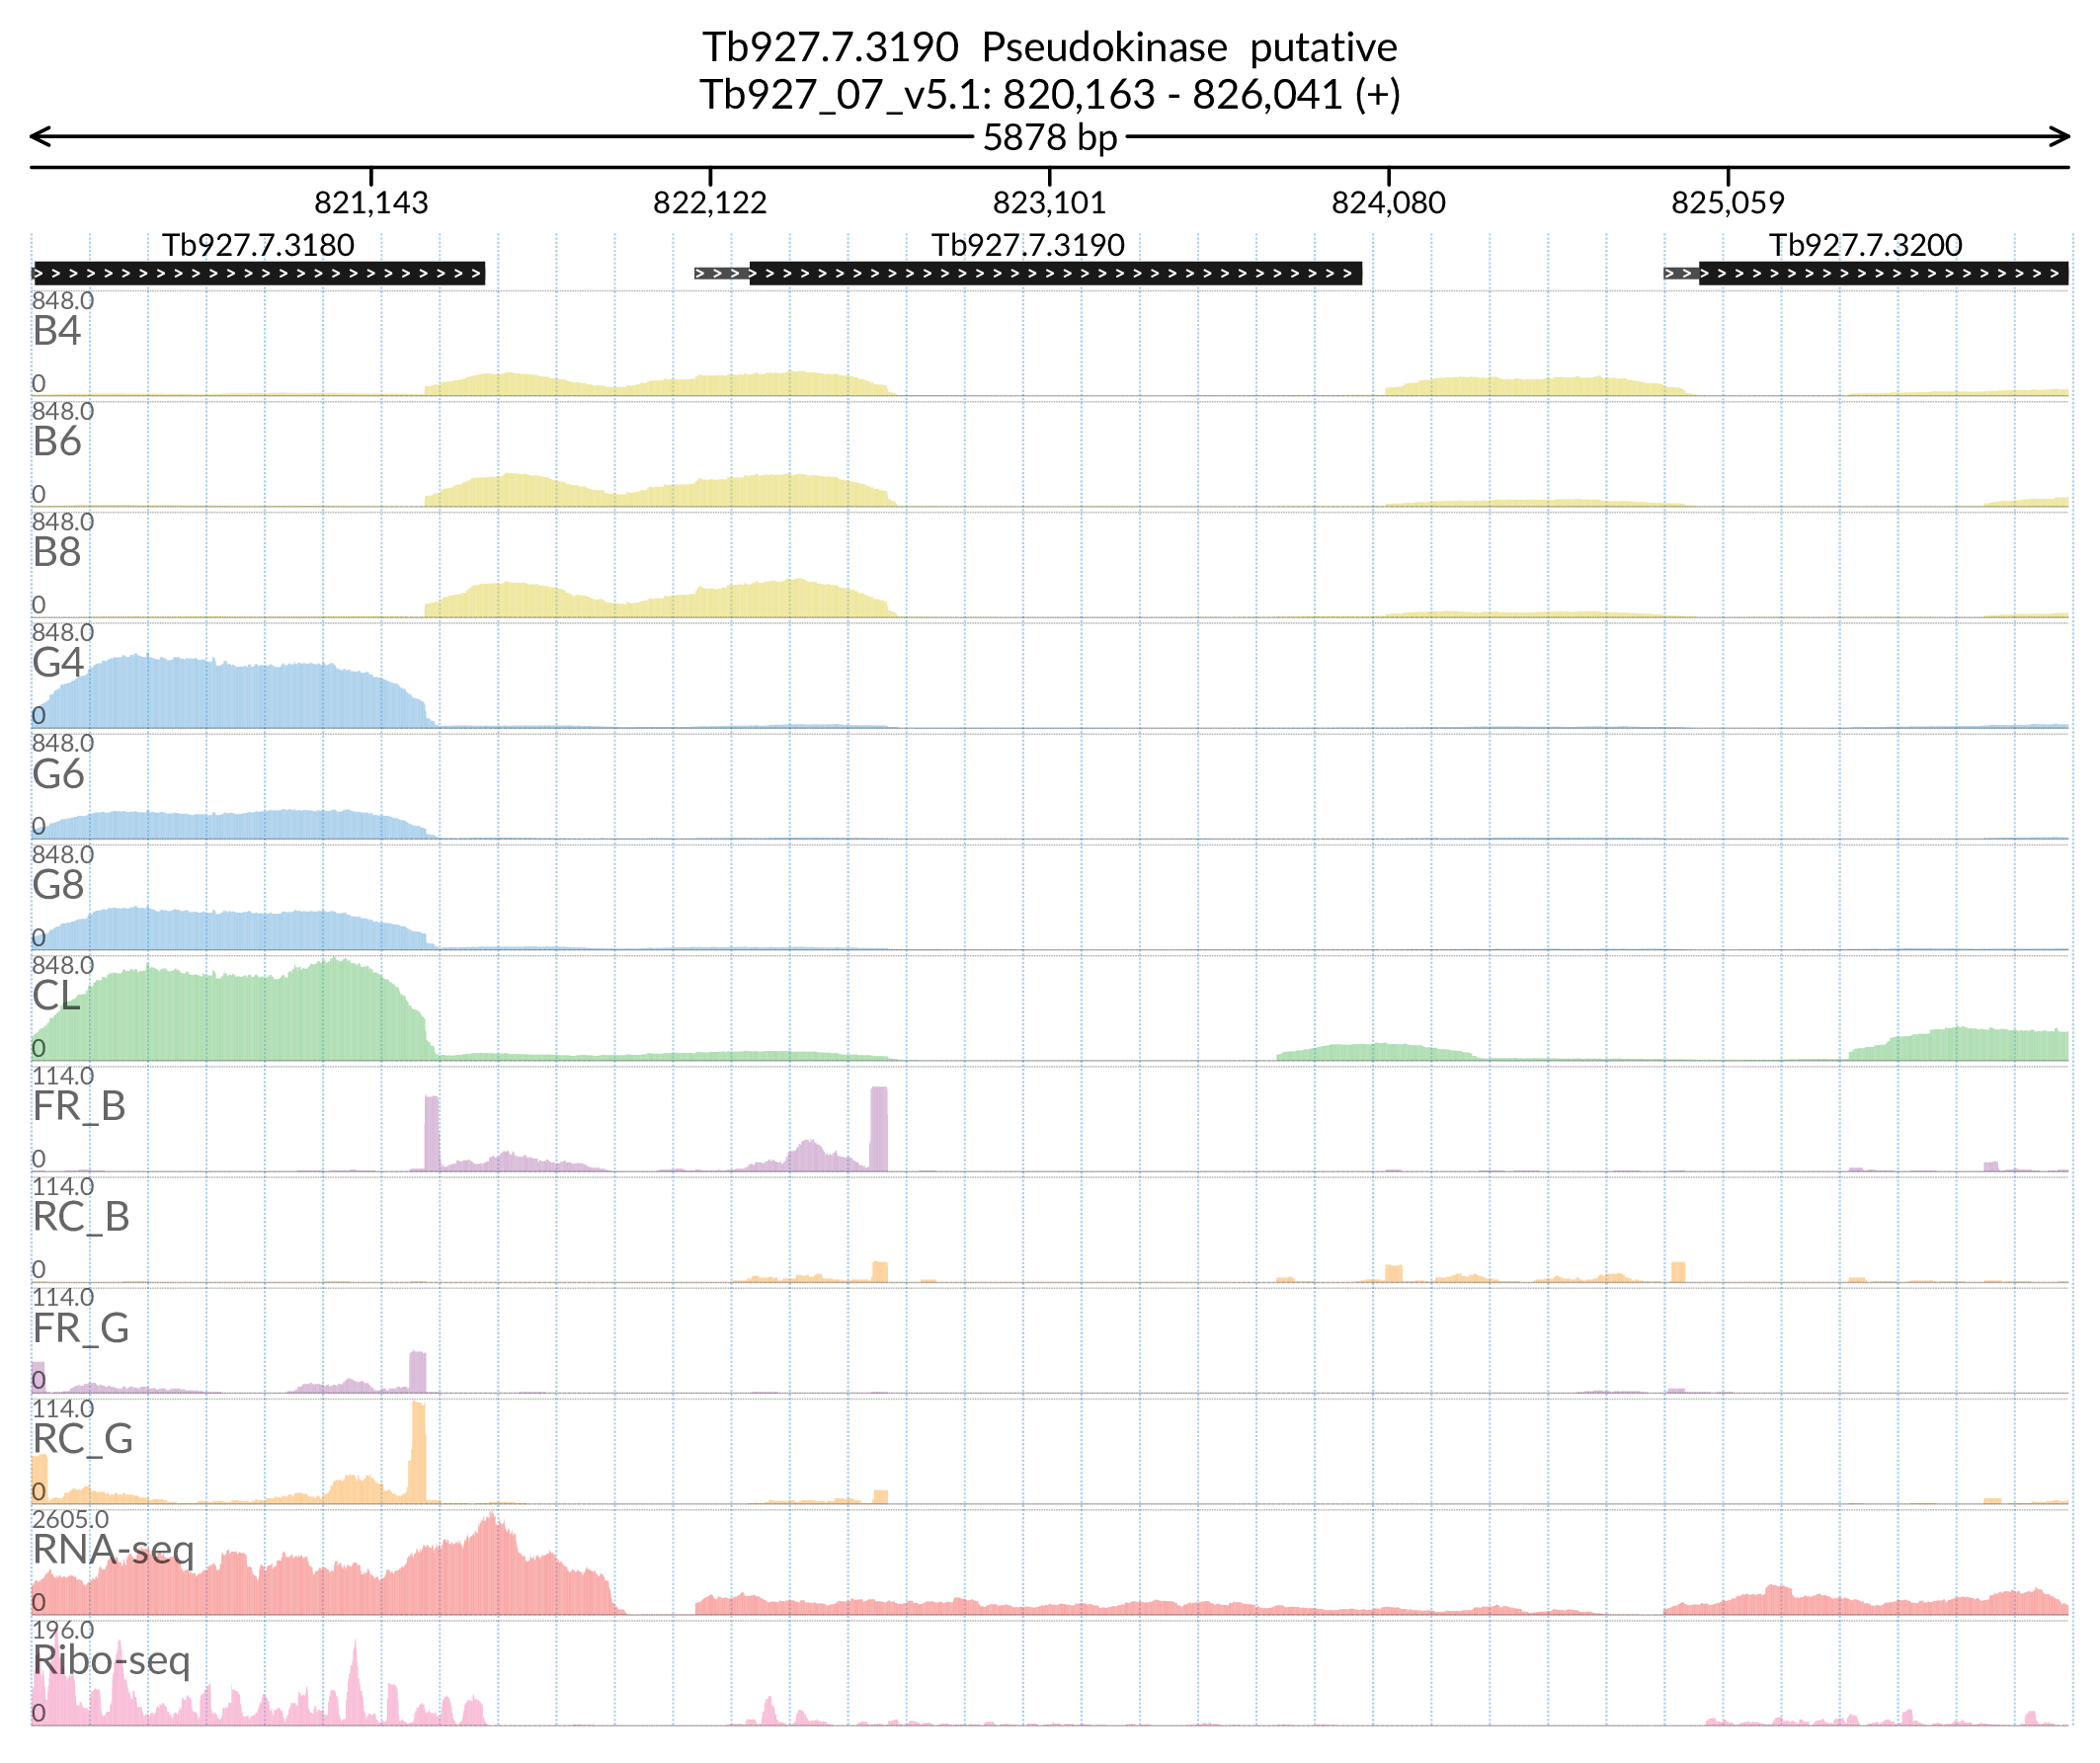 Tb927.7.3190 Pseudokinase putative
Tb927_07_v5.1: 820,163 - 826,041 (+)
5878 bp
821,143 822,122 823,101 824,080 825,059
Tb927.7.3180 Tb927.7.3190 Tb927.7.3200
848.0
B4
0
848.0
B6
0
848.0
B8
0
848.0
G4
0
848.0
G6
0
848.0
G8
0
848.0
CL
0
114.0
FR_B
0
114.0
RC_B
0
114.0
FR_G
0
114.0
RC_G
0
2605.0
RNA-seq
0
196.0
Ribo-seq
0